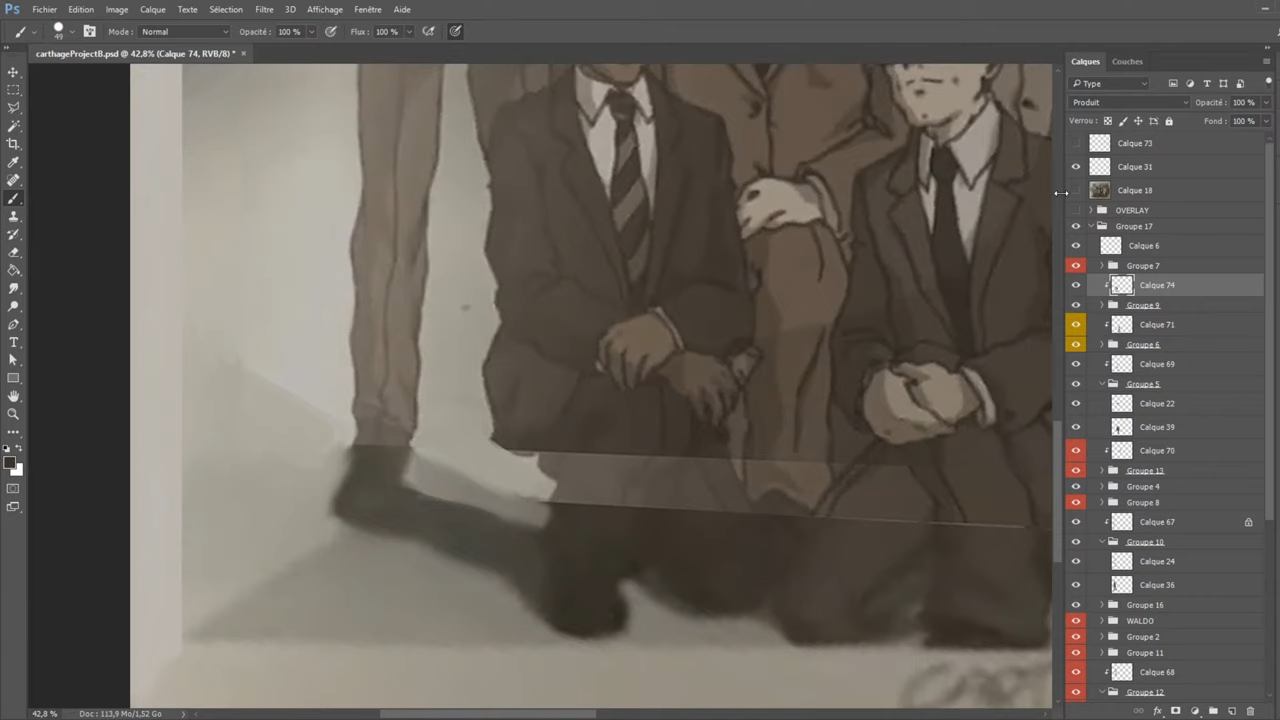 Ps Fichier Edition Image Calque Texte Sélection Filtre 3D Affichage Fenêtre Aide
49 Mode : Normal Opacité : 100 % Flux : 100 %
carthageProjectB.psd @ 42,8% (Calque 74, RVB/8) * ×
Calques Couches
Type
Produit Opacité : 100 %
Verrou : Fond : 100 %
Calque 73
Calque 31
Calque 18
OVERLAY
Groupe 17
Calque 6
Groupe 7
Calque 74
Groupe 9
Calque 71
Groupe 6
Calque 69
Groupe 5
Calque 22
Calque 39
Calque 70
Groupe 13
Groupe 4
Groupe 8
Calque 67
Groupe 10
Calque 24
Calque 36
Groupe 16
WALDO
Groupe 2
Groupe 11
Calque 68
Groupe 12
42,8 % Doc : 113,9 Mo/1,52 Go
fx